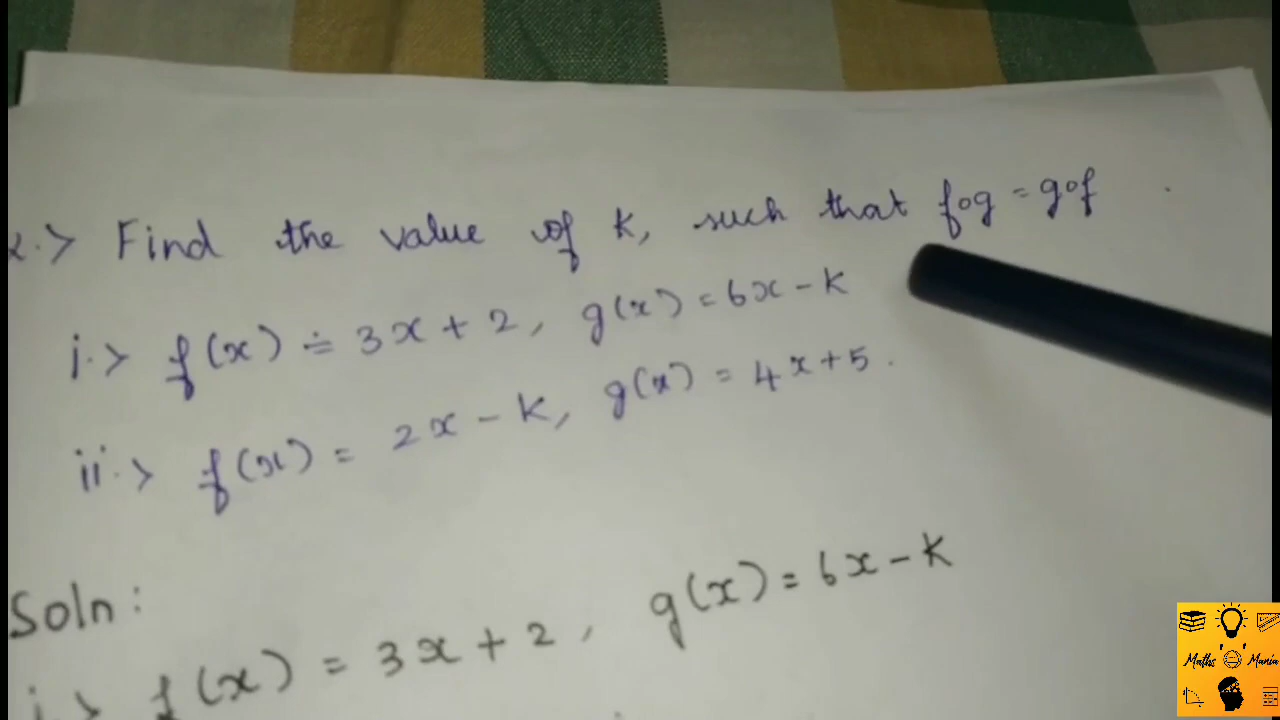 2.> Find the value of k, such that fog = gof
i.> f(x) = 3x + 2, g(x) = 6x - k
ii.> f(x) = 2x - k, g(x) = 4x + 5.
Soln:
i.> f(x) = 3x + 2, g(x) = 6x - k
Maths Mania